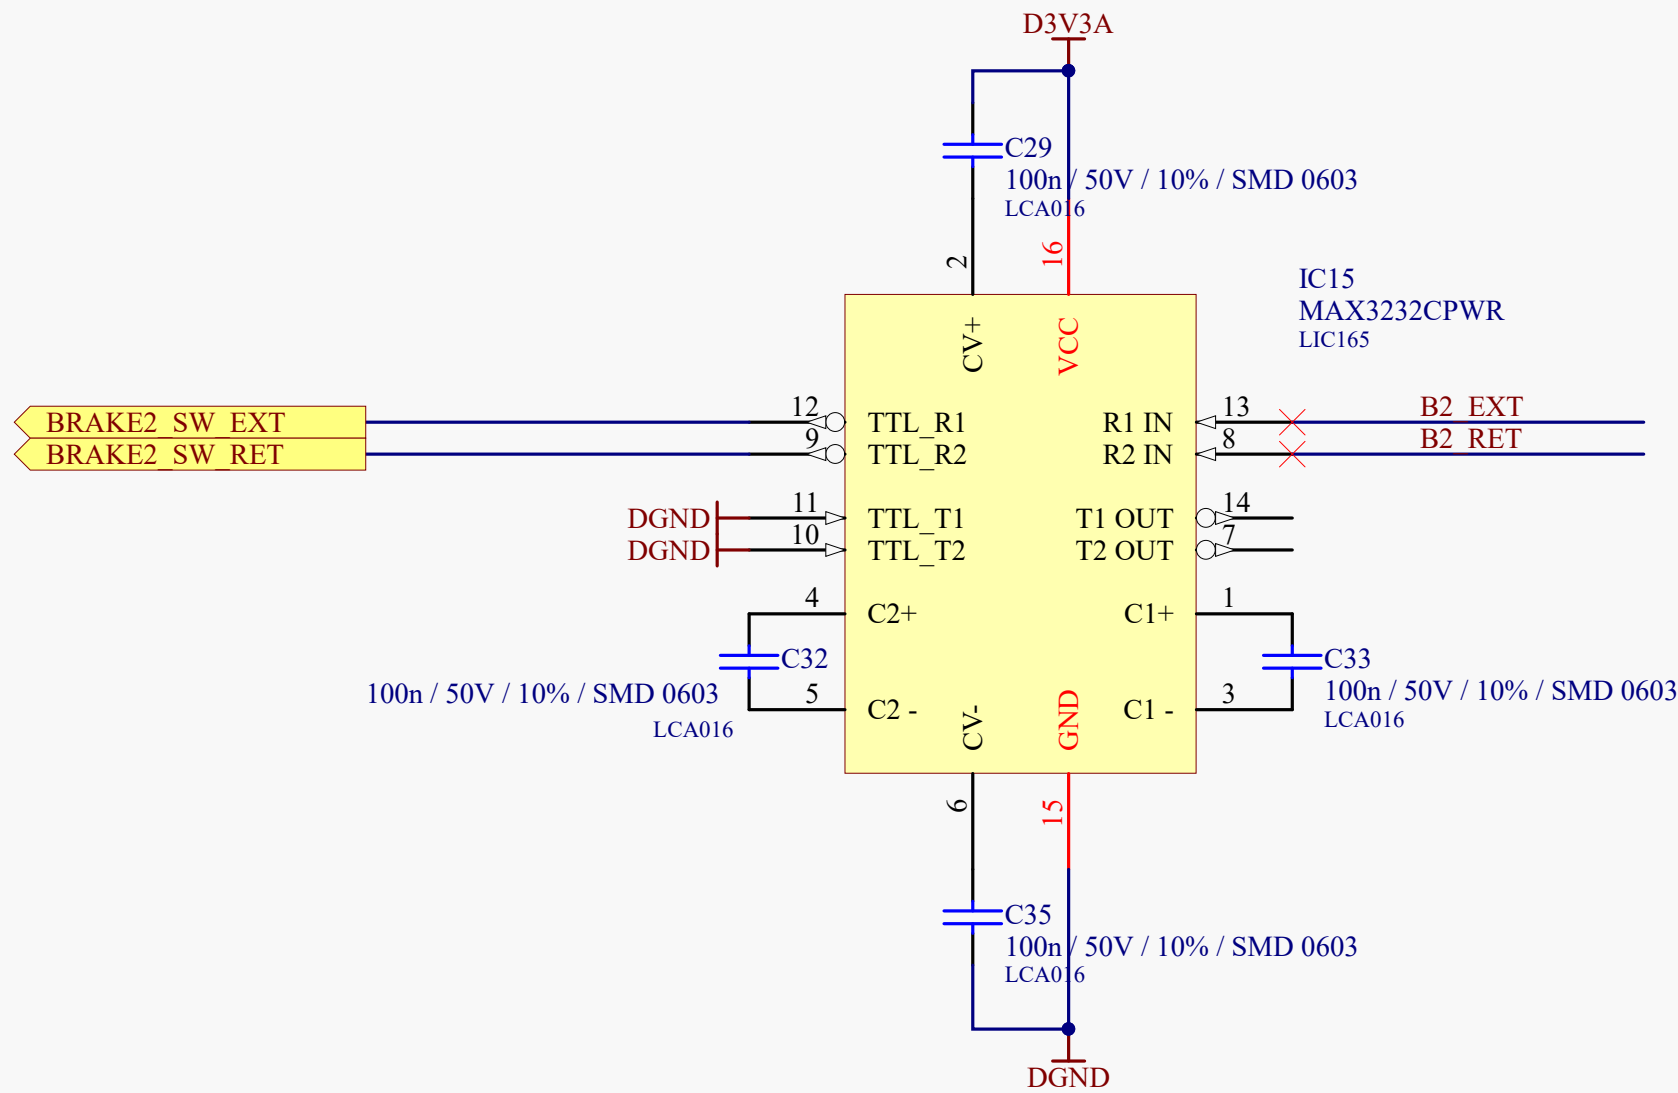 D3V3A
C29
100n / 50V / 10% / SMD 0603
LCA016
2
16
IC15
MAX3232CPWR
LIC165
CV+
VCC
BRAKE2_SW_EXT
12
TTL_R1
R1 IN
13
B2_EXT
BRAKE2_SW_RET
9
TTL_R2
R2 IN
8
B2_RET
DGND
11
TTL_T1
T1 OUT
14
DGND
10
TTL_T2
T2 OUT
7
4
C2+
C1+
1
C32
100n / 50V / 10% / SMD 0603
LCA016
C33
100n / 50V / 10% / SMD 0603
LCA016
5
C2 -
C1 -
3
CV-
GND
6
15
C35
100n / 50V / 10% / SMD 0603
LCA016
DGND